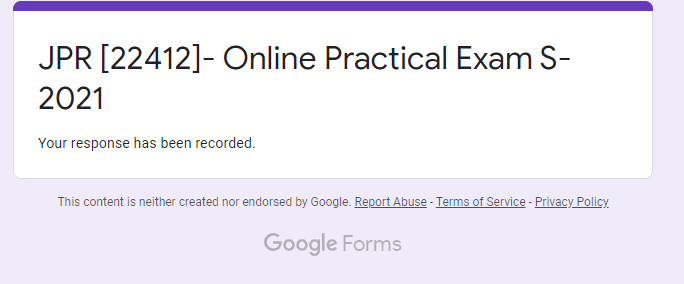 JPR [22412]- Online Practical Exam S-
2021
Your response has been recorded.
This content is neither created nor endorsed by Google. Report Abuse - Terms of Service - Privacy Policy
Google Forms